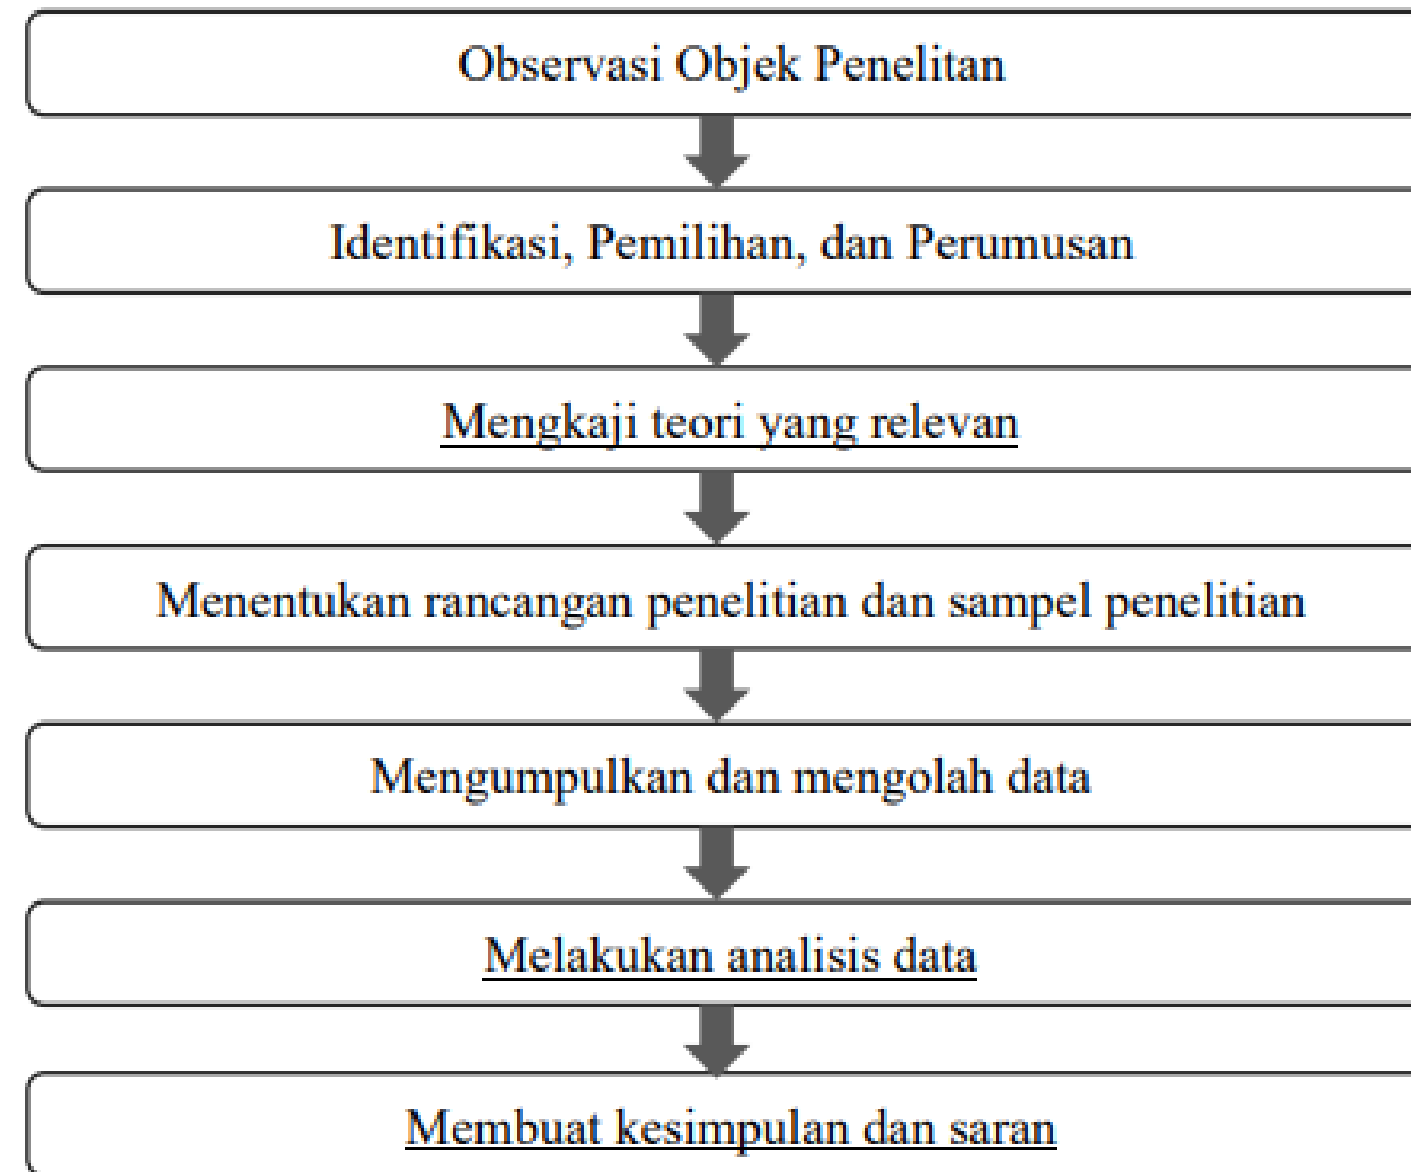 Observasi Objek Penelitan
Identifikasi, Pemilihan, dan Perumusan
Mengkaji teori yang relevan
Menentukan rancangan penelitian dan sampel penelitian
Mengumpulkan dan mengolah data
Melakukan analisis data
Membuat kesimpulan dan saran